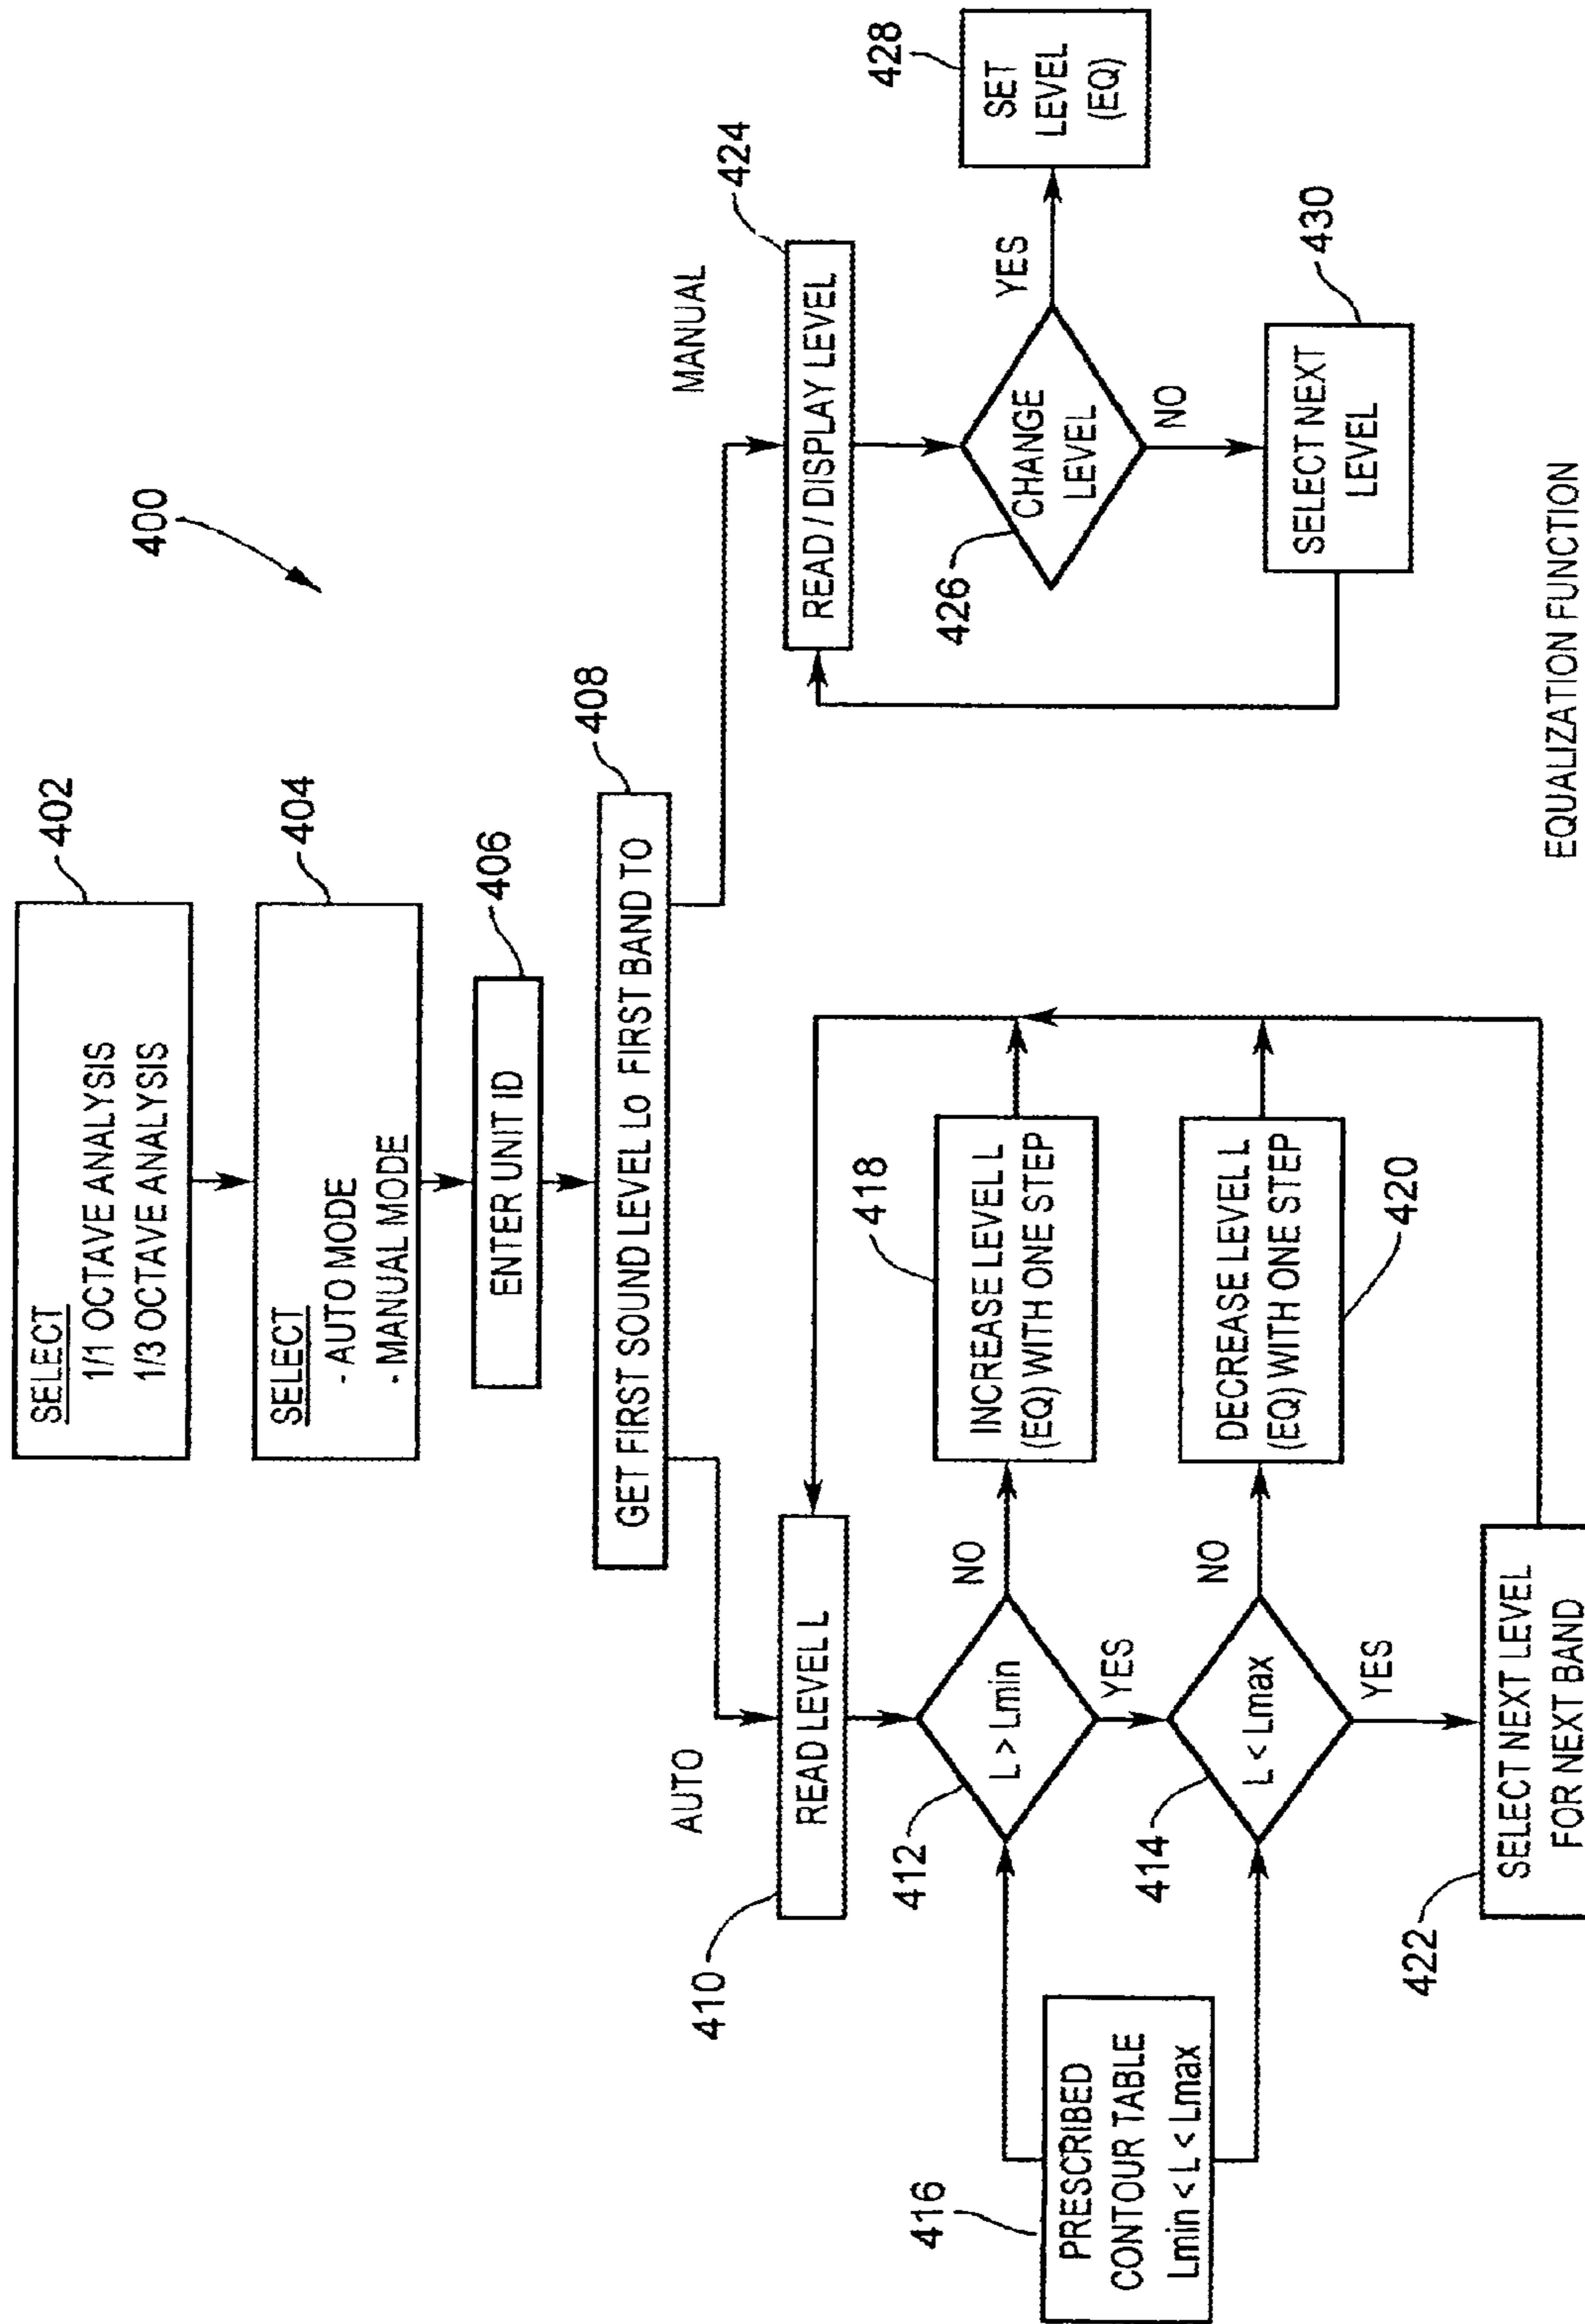 400
402
SELECT
1/1 OCTAVE ANALYSIS
1/3 OCTAVE ANALYSIS
404
SELECT
- AUTO MODE
- MANUAL MODE
406
ENTER UNIT ID
408
GET FIRST SOUND LEVEL Lo FIRST BAND TO
AUTO
MANUAL
410
READ LEVEL L
424
READ / DISPLAY LEVEL
412
L > Lmin
NO
YES
418
INCREASE LEVEL L
(EQ) WITH ONE STEP
416
PRESCRIBED
CONTOUR TABLE
Lmin < L < Lmax
414
L < Lmax
NO
YES
DECREASE LEVEL L
(EQ) WITH ONE STEP
420
422
SELECT NEXT LEVEL
FOR NEXT BAND
426
CHANGE
LEVEL
YES
NO
428
SET
LEVEL
(EQ)
430
SELECT NEXT
LEVEL
EQUALIZATION FUNCTION